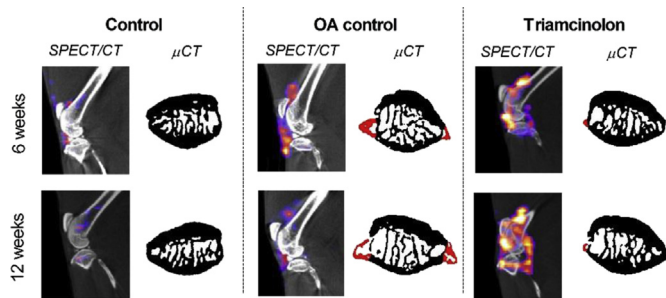 Control
OA control
Triamcinolon
SPECT/CT
μCT
SPECT/CT
μCT
SPECT/CT
μCT
6 weeks
12 weeks